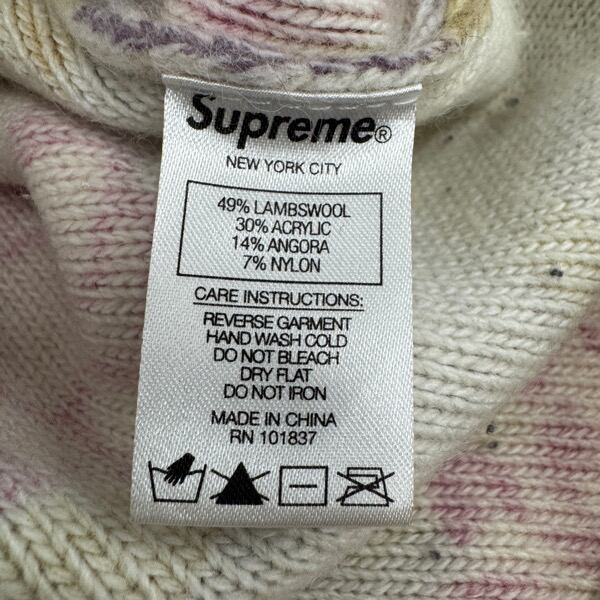 Supreme®
NEW YORK CITY
49% LAMBSWOOL
30% ACRYLIC
14% ANGORA
7% NYLON
CARE INSTRUCTIONS:
REVERSE GARMENT
HAND WASH COLD
DO NOT BLEACH
DRY FLAT
DO NOT IRON
MADE IN CHINA
RN 101837